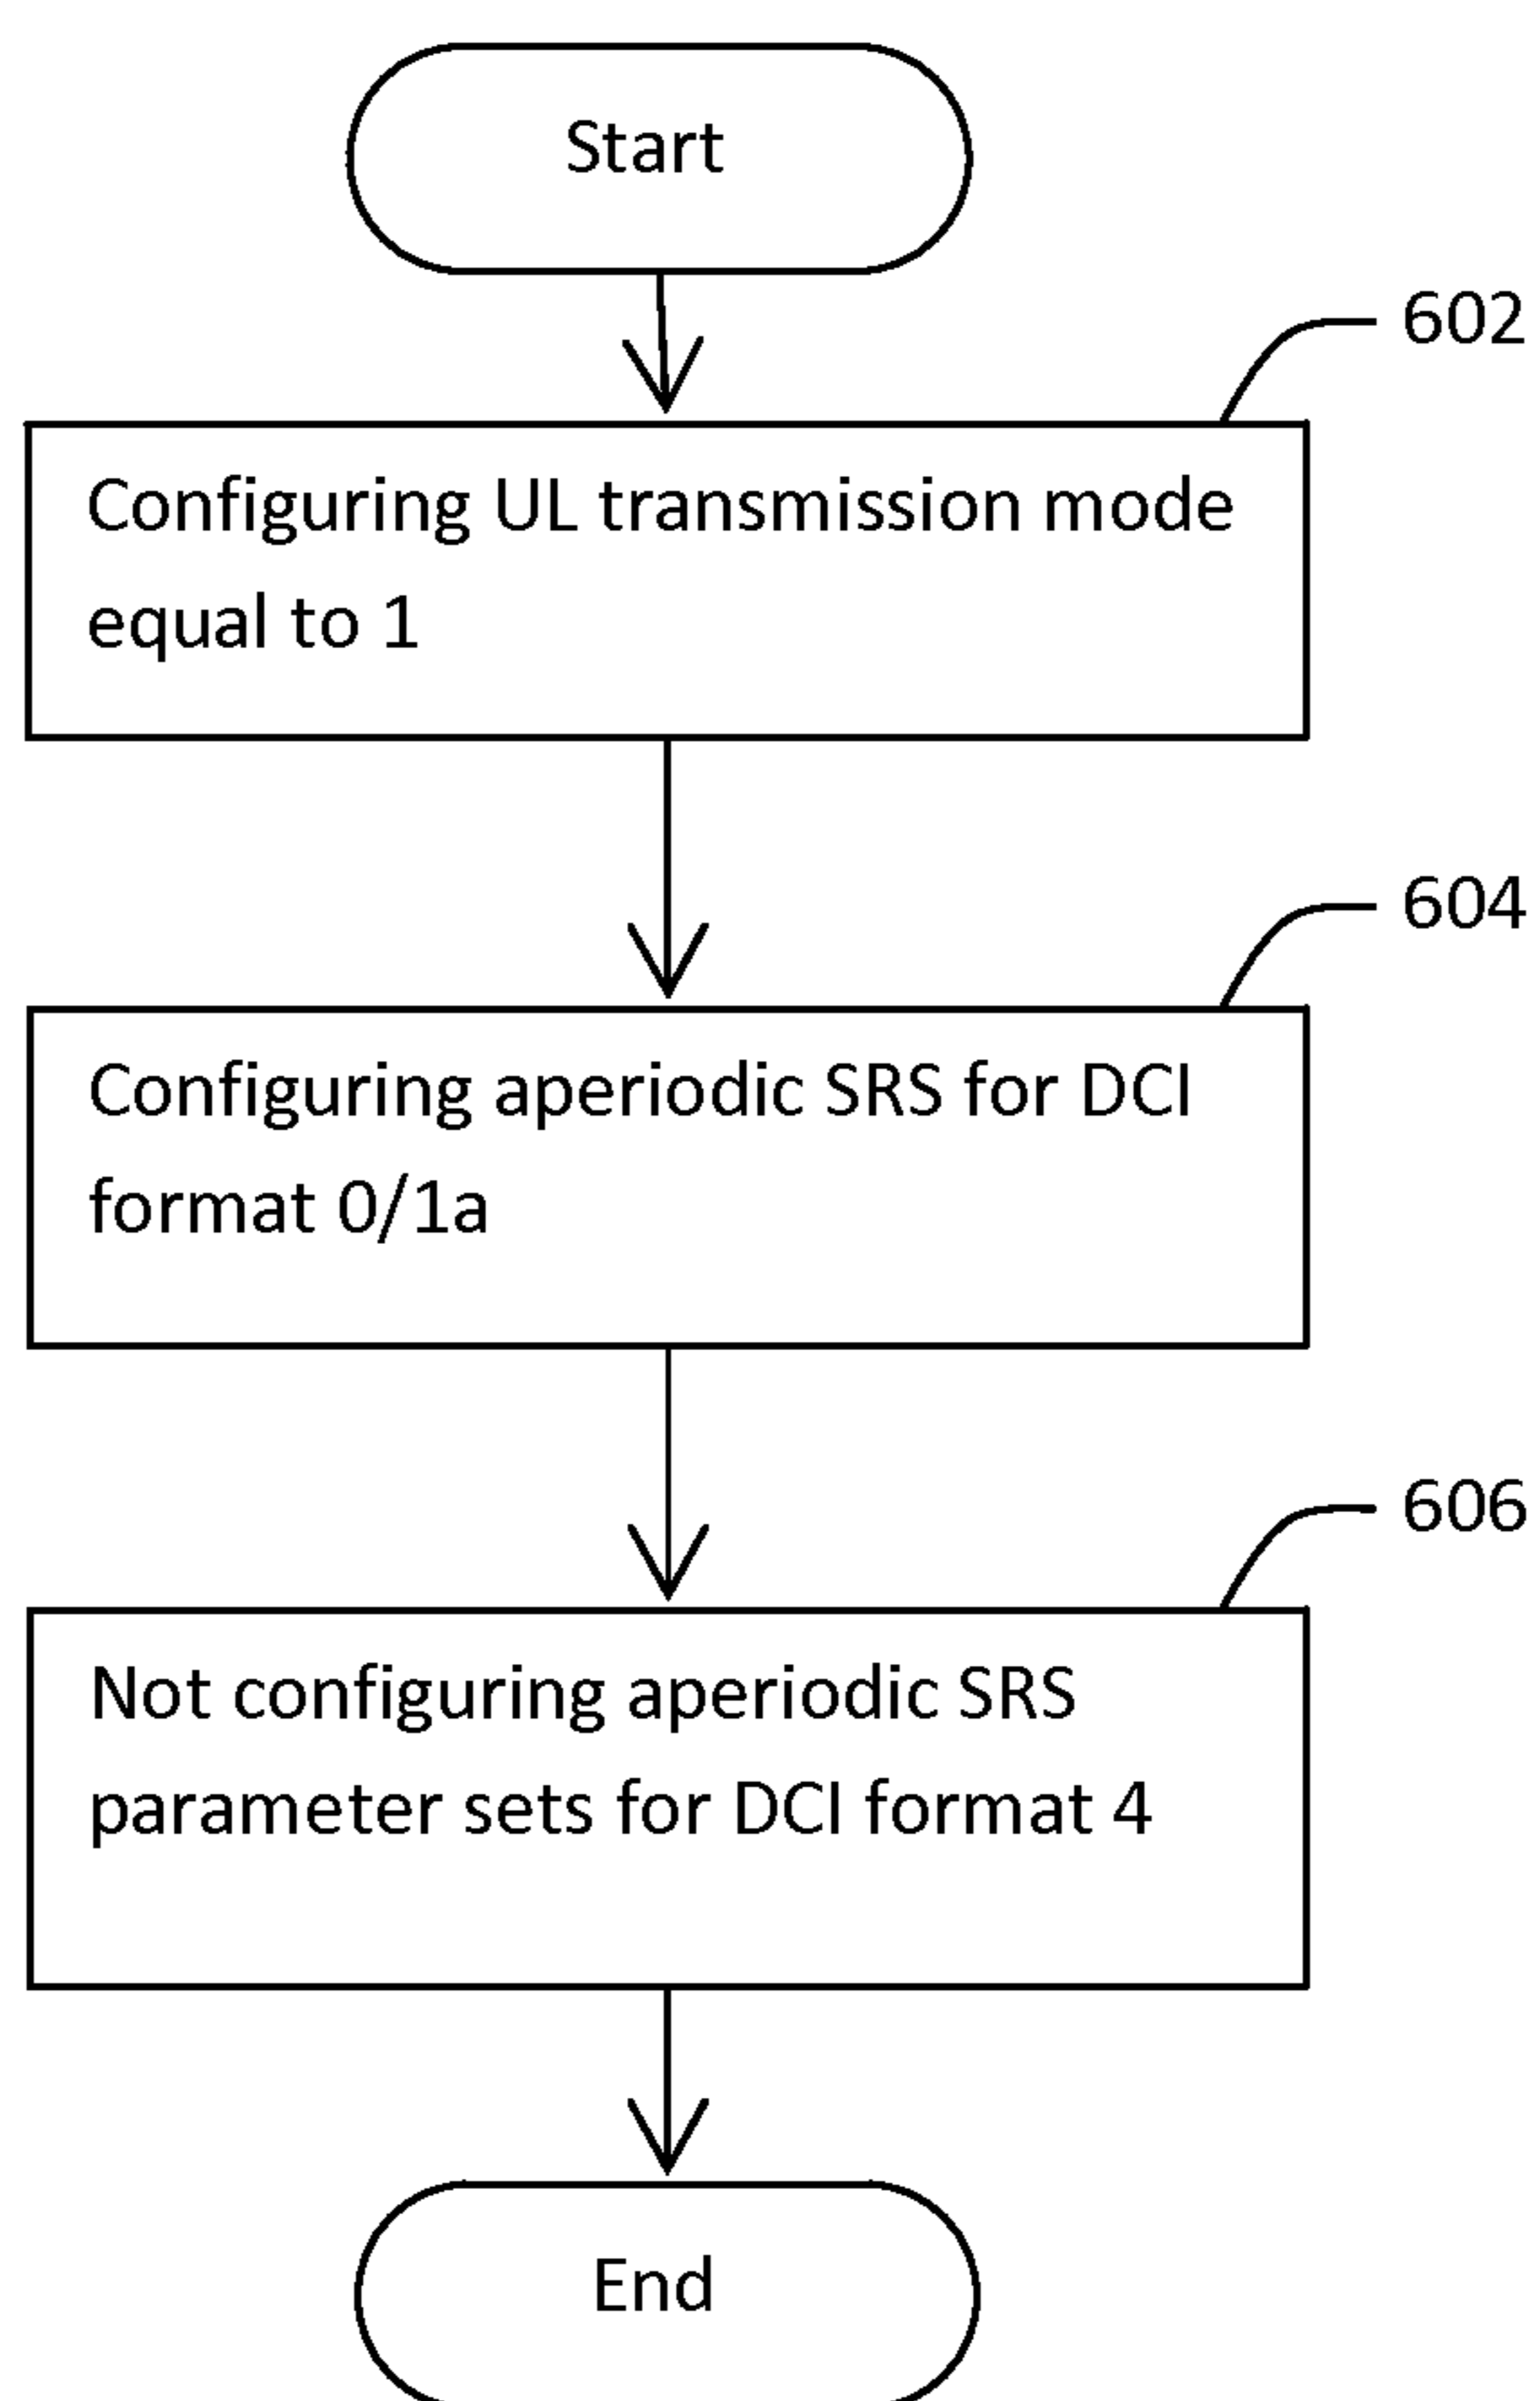 Start
602
Configuring UL transmission mode
equal to 1
604
Configuring aperiodic SRS for DCI
format 0/1a
606
Not configuring aperiodic SRS
parameter sets for DCI format 4
End